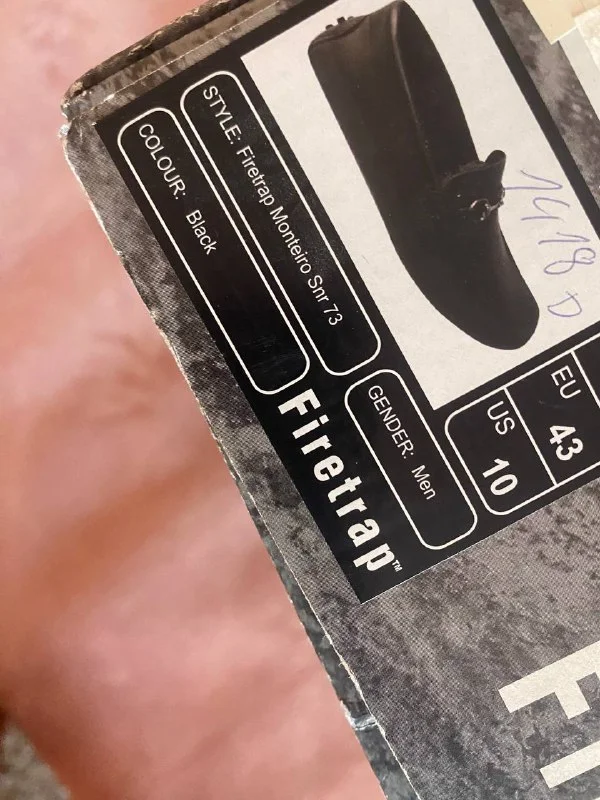 STYLE: Firetrap Monteiro Snr 73
COLOUR: Black
GENDER: Men
US 10
EU 43
Firetrap™